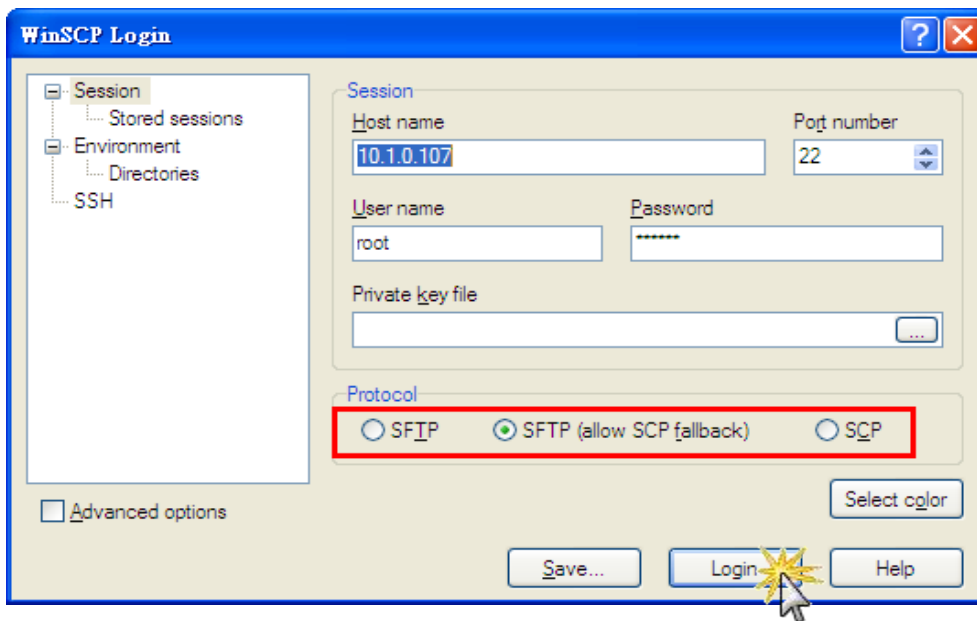 WinSCP Login
Session
Stored sessions
Environment
Directories
SSH
Advanced options
Session
Host name
Port number
10.1.0.107
22
User name
Password
root
******
Private key file
...
Protocol
SFTP
SFTP (allow SCP fallback)
SCP
Select color
Save...
Login
Help